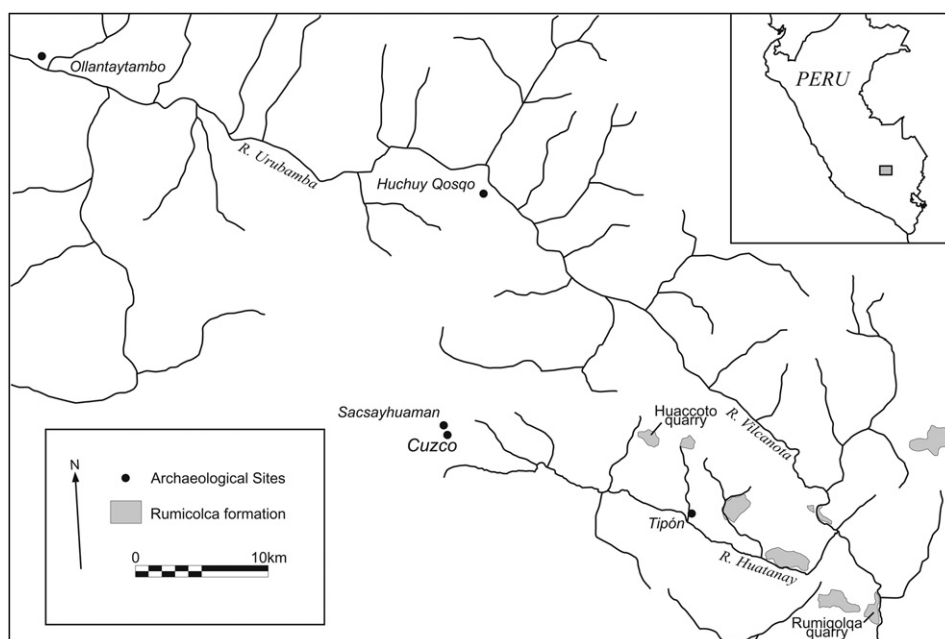 Ollantaytambo
PERU
R. Urubamba
Huchuy Qosqo
Sacsayhuaman
Cuzco
Huaccoto
quarry
R. Vilcanota
N
Archaeological Sites
Rumicolca formation
0 10km
Tipón
R. Huatanay
Rumiqolqa
quarry